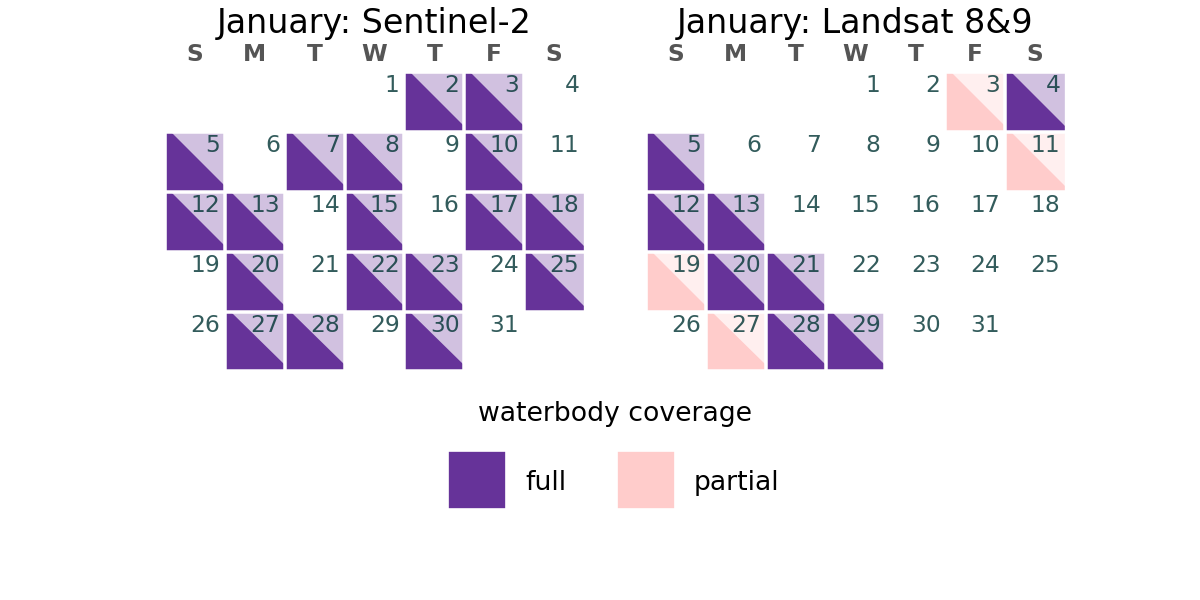 January: Sentinel-2
S M T W T F S
1 2 3 4
5 6 7 8 9 10 11
12 13 14 15 16 17 18
19 20 21 22 23 24 25
26 27 28 29 30 31
January: Landsat 8&9
S M T W T F S
1 2 3 4
5 6 7 8 9 10 11
12 13 14 15 16 17 18
19 20 21 22 23 24 25
26 27 28 29 30 31
waterbody coverage
full
partial